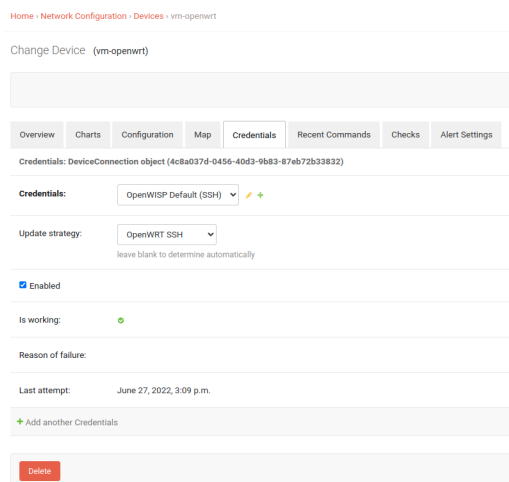 Home › Network Configuration › Devices › vm-openwrt
Change Device (vm-openwrt)
Overview Charts Configuration Map Credentials Recent Commands Checks Alert Settings
Credentials: DeviceConnection object (4c8a037d-0456-40d3-9b83-87eb72b33832)
Credentials: OpenWISP Default (SSH)
Update strategy: OpenWRT SSH
leave blank to determine automatically
Enabled
Is working:
Reason of failure:
Last attempt: June 27, 2022, 3:09 p.m.
Add another Credentials
Delete